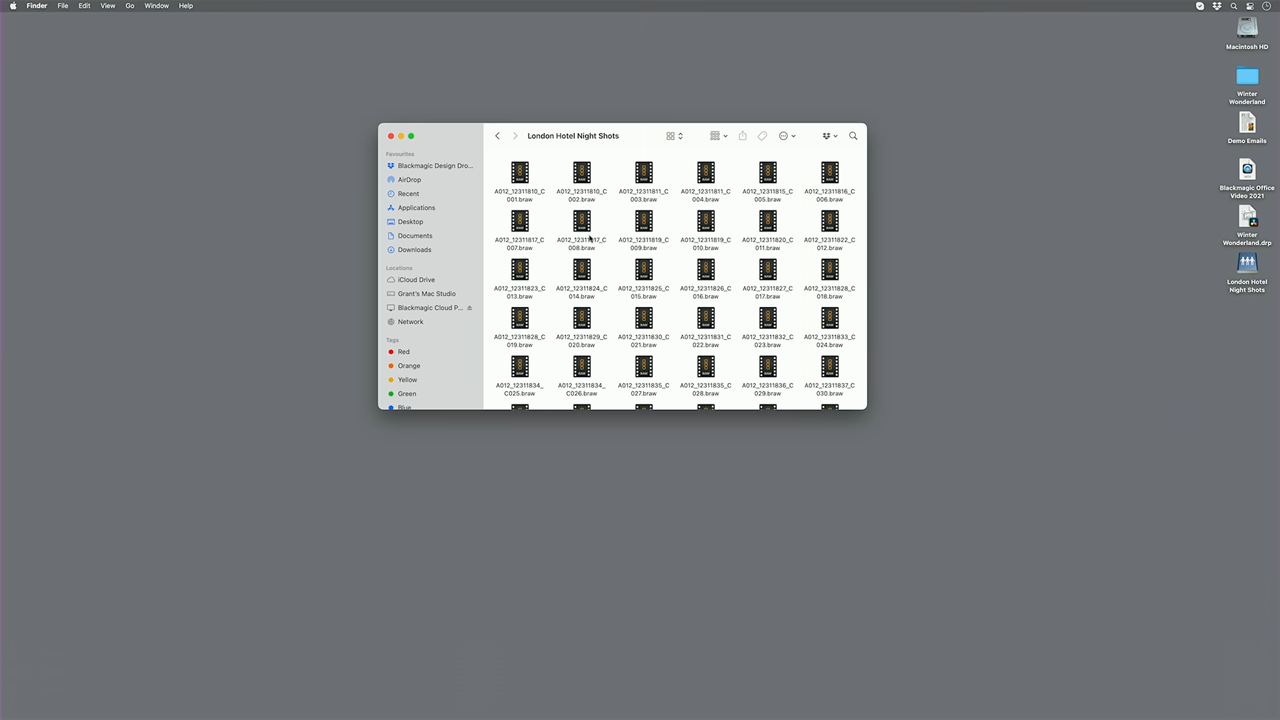 Finder File Edit View Go Window Help
Macintosh HD
Winter
Wonderland
Demo Emails
Blackmagic Office
Video 2021
Winter
Wonderland.drp
London Hotel
Night Shots
London Hotel Night Shots
Favourites
Blackmagic Design Dro...
AirDrop
Recent
Applications
Desktop
Documents
Downloads
Locations
iCloud Drive
Grant's Mac Studio
Blackmagic Cloud P...
Network
Tags
Red
Orange
Yellow
Green
Blue
A012_12311810_C A012_12311810_C A012_12311811_C A012_12311811_C A012_12311815_C A012_12311816_C
001.braw 002.braw 003.braw 004.braw 005.braw 006.braw
A012_12311817_C A012_12311817_C A012_12311819_C A012_12311819_C A012_12311820_C A012_12311822_C
007.braw 008.braw 009.braw 010.braw 011.braw 012.braw
A012_12311823_C A012_12311824_C A012_12311825_C A012_12311826_C A012_12311827_C A012_12311828_C
013.braw 014.braw 015.braw 016.braw 017.braw 018.braw
A012_12311828_C A012_12311829_C A012_12311830_C A012_12311831_C A012_12311832_C A012_12311833_C
019.braw 020.braw 021.braw 022.braw 023.braw 024.braw
A012_12311834_ A012_12311834_ A012_12311835_C A012_12311835_C A012_12311836_C A012_12311837_C
C025.braw C026.braw 027.braw 028.braw 029.braw 030.braw